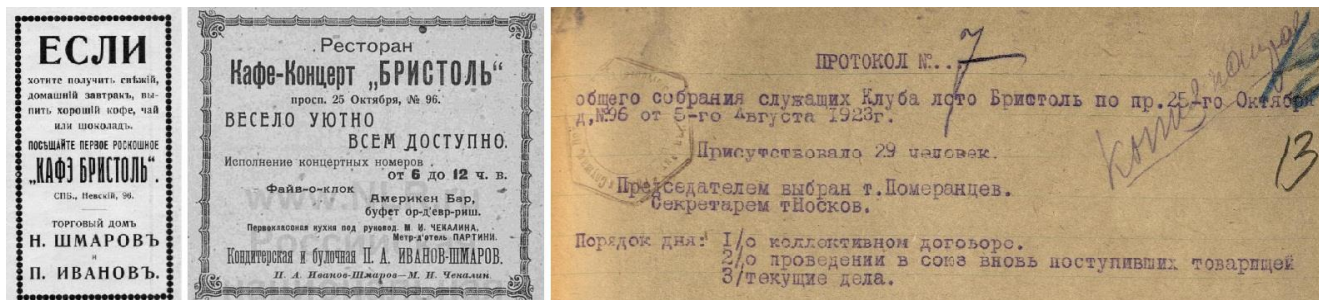 ЕСЛИ
хотите получить свѣжій,
домашній завтракъ, вы-
пить хорошій кофе, чай
или шоколадъ.
ПОСѢЩАЙТЕ ПЕРВОЕ РОСКОШНОЕ
„КАФЭ БРИСТОЛЬ“.
СПБ., Невскій, 96.
ТОРГОВЫЙ ДОМЪ
Н. ШМАРОВЪ
и
П. ИВАНОВЪ.
Ресторан
Кафе-Концерт „БРИСТОЛЬ“
просп. 25 Октября, № 96.
ВЕСЕЛО УЮТНО
ВСЕМ ДОСТУПНО.
Исполнение концертных номеров
от 6 до 12 ч. в.
Файв-о-клок
Америкен Бар,
буфет ор-д'евр-риш.
Первоклассная кухня под руковод. М. И. ЧЕКАЛИНА.
Метр-д'отель ПАРТИНИ.
Кондитерская и булочная П. А. ИВАНОВ-ШМАРОВ.
П. А. Иванов-Шмаров—М. И. Чекалин.
ПРОТОКОЛ №..7
общего собрания служащих Клуба лото Бристоль по пр.25-го Октября
д,№96 от 5-го Августа 1923г.
Присутствовало 29 человек.
13
Председателем выбран т.Померанцев.
Секретарем тНосков.
Порядок дня: 1/о коллективном договоре.
2/о проведении в союз вновь поступивших товарищей
3/текущие дела.